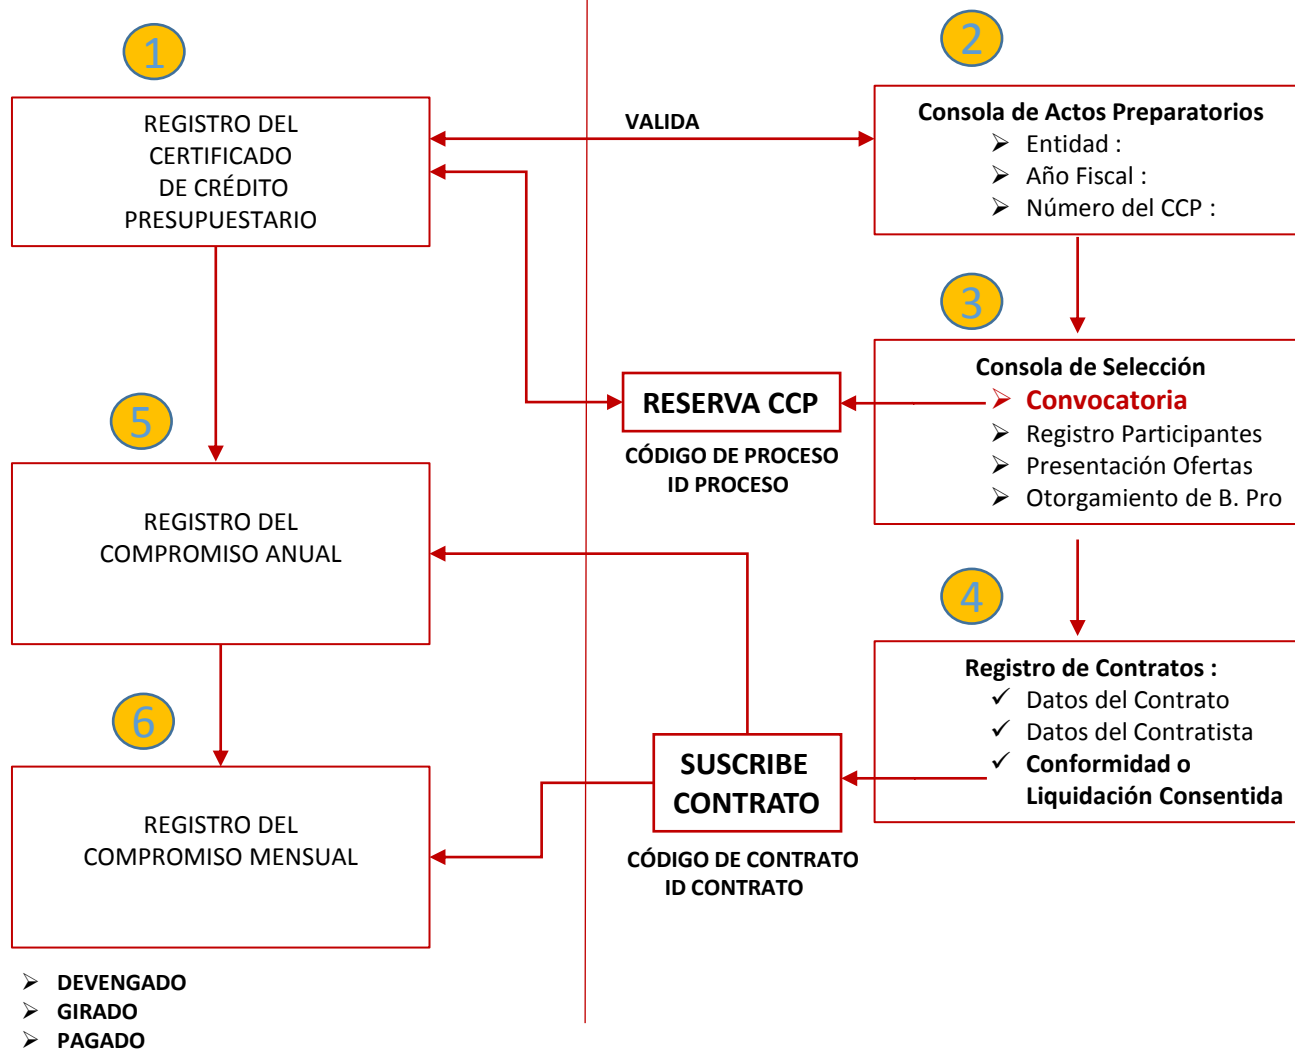 1
REGISTRO DEL
CERTIFICADO
DE CRÉDITO
PRESUPUESTARIO
VALIDA
2
Consola de Actos Preparatorios
Entidad :
Año Fiscal :
Número del CCP :
3
Consola de Selección
Convocatoria
Registro Participantes
Presentación Ofertas
Otorgamiento de B. Pro
RESERVA CCP
CÓDIGO DE PROCESO
ID PROCESO
4
Registro de Contratos :
Datos del Contrato
Datos del Contratista
Conformidad o
Liquidación Consentida
SUSCRIBE
CONTRATO
CÓDIGO DE CONTRATO
ID CONTRATO
5
REGISTRO DEL
COMPROMISO ANUAL
6
REGISTRO DEL
COMPROMISO MENSUAL
DEVENGADO
GIRADO
PAGADO